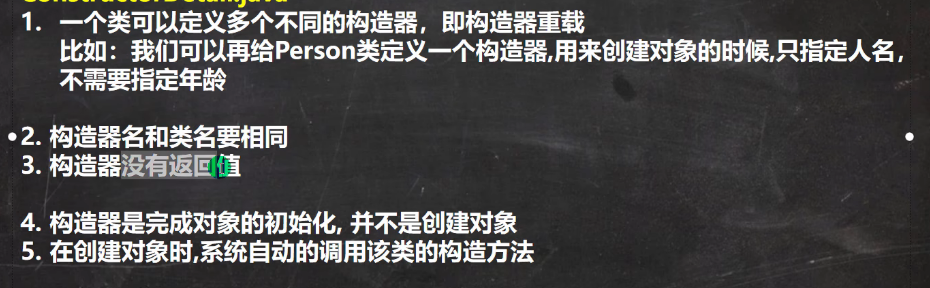 ConstructorDetail.java
1. 一个类可以定义多个不同的构造器，即构造器重载
比如：我们可以再给Person类定义一个构造器,用来创建对象的时候,只指定人名，
不需要指定年龄
2. 构造器名和类名要相同
3. 构造器没有返回值
4. 构造器是完成对象的初始化, 并不是创建对象
5. 在创建对象时,系统自动的调用该类的构造方法